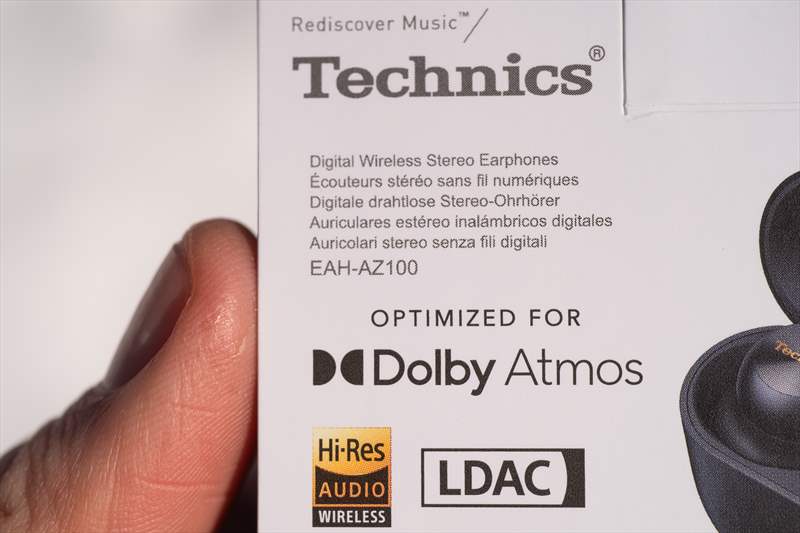 Rediscover Music™
Technics®
Digital Wireless Stereo Earphones
Écouteurs stéréo sans fil numériques
Digitale drahtlose Stereo-Ohrhörer
Auriculares estéreo inalámbricos digitales
Auricolari stereo senza fili digitali
EAH-AZ100
OPTIMIZED FOR
Dolby Atmos
Hi-Res
AUDIO
WIRELESS
LDAC